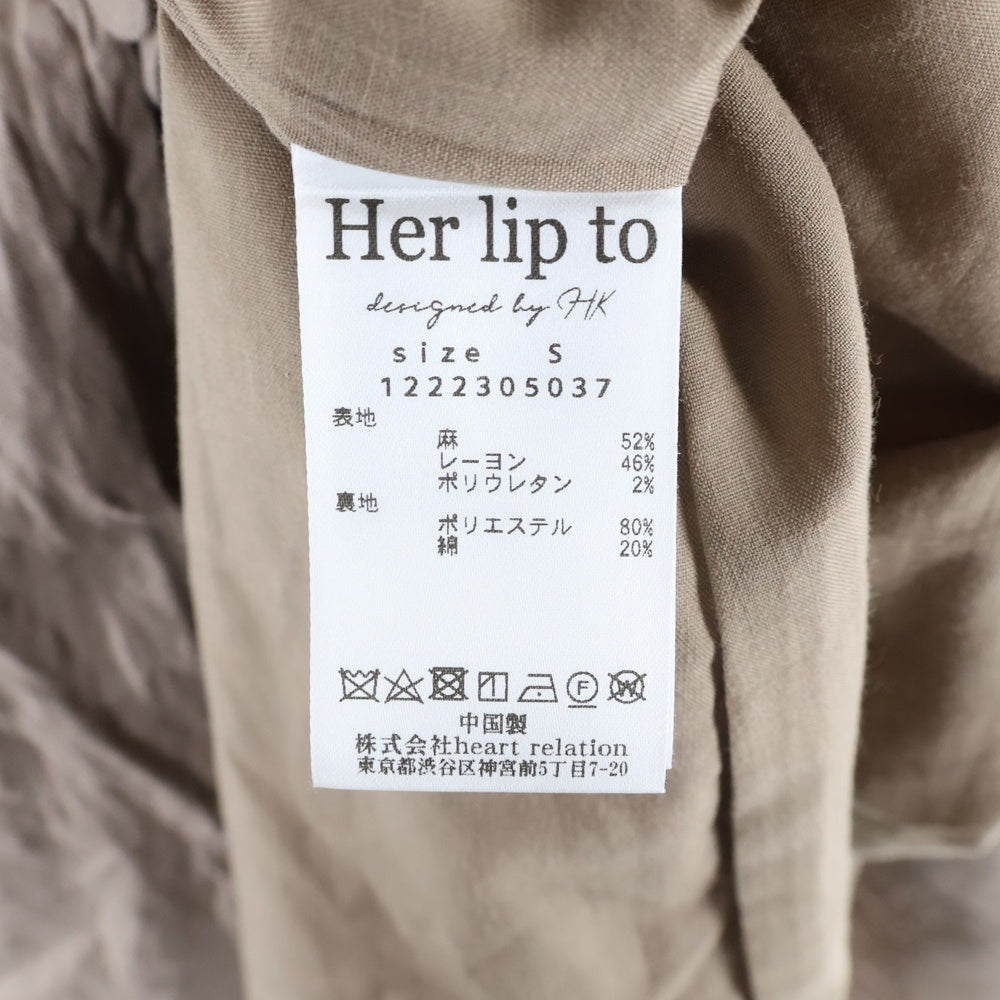 Her lip to
designed by HK
size S
1222305037
表地
麻 52%
レーヨン 46%
ポリウレタン 2%
裏地
ポリエステル 80%
綿 20%
F W
中国製
株式会社heart relation
東京都渋谷区神宮前5丁目7-20